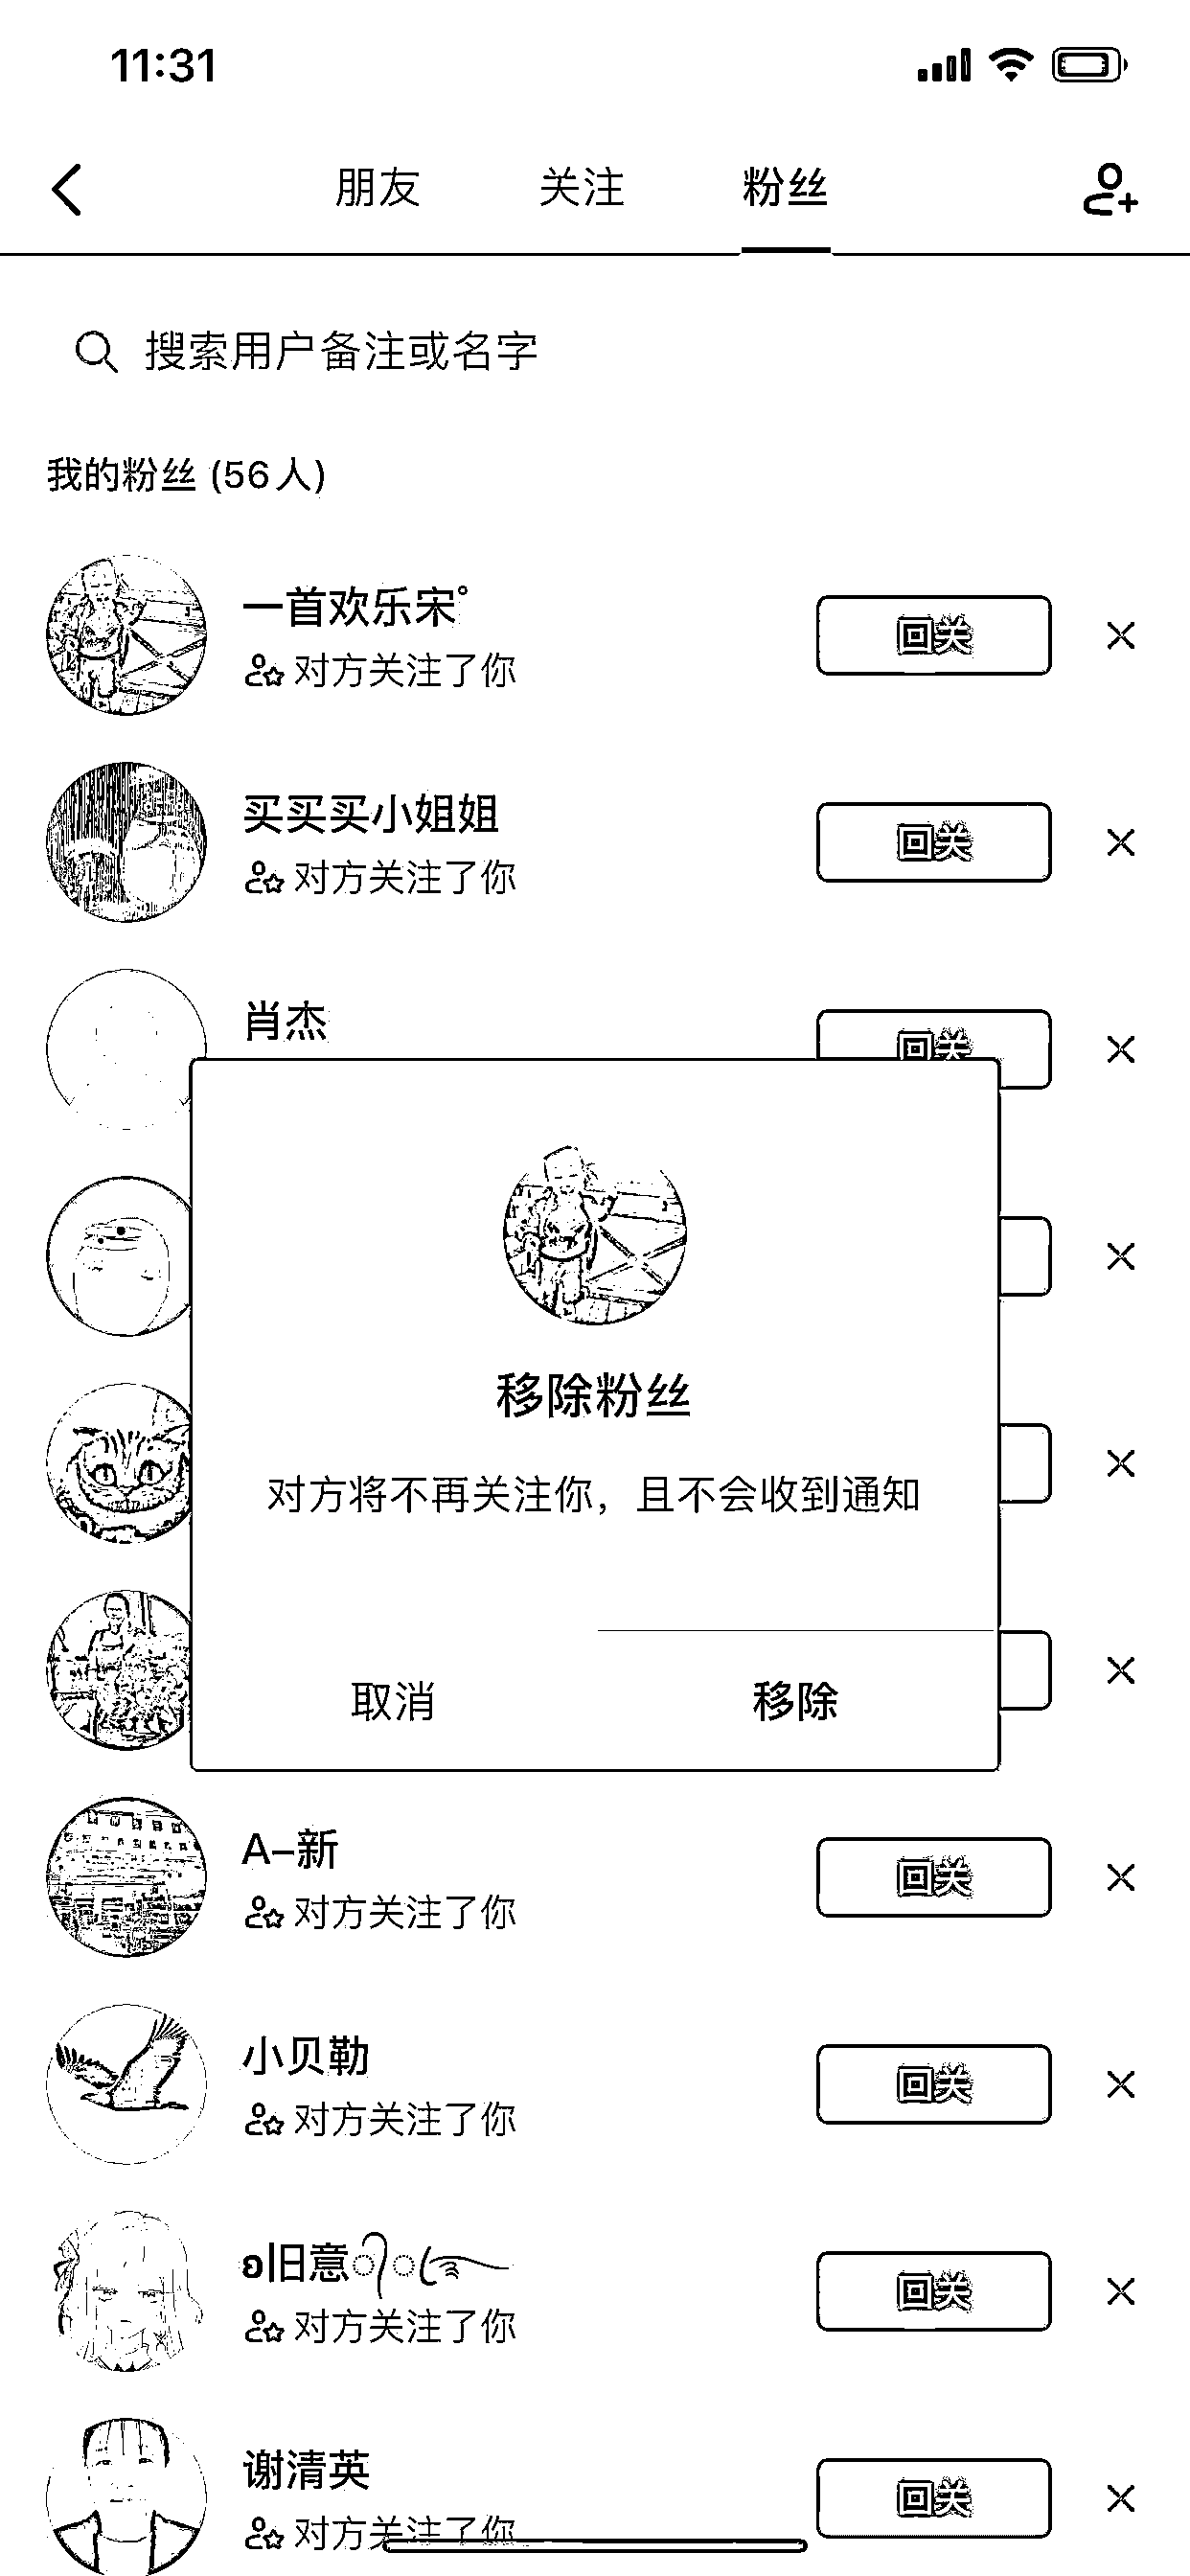 11:31
朋友 关注 粉丝
搜索用户备注或名字
我的粉丝 (56人)
一首欢乐宋°
对方关注了你
回关
买买买小姐姐
对方关注了你
回关
肖杰
回关
移除粉丝
对方将不再关注你，且不会收到通知
取消 移除
A-新
对方关注了你
回关
小贝勒
对方关注了你
回关
ʚ旧意
对方关注了你
回关
谢清英
对方关注了你
回关